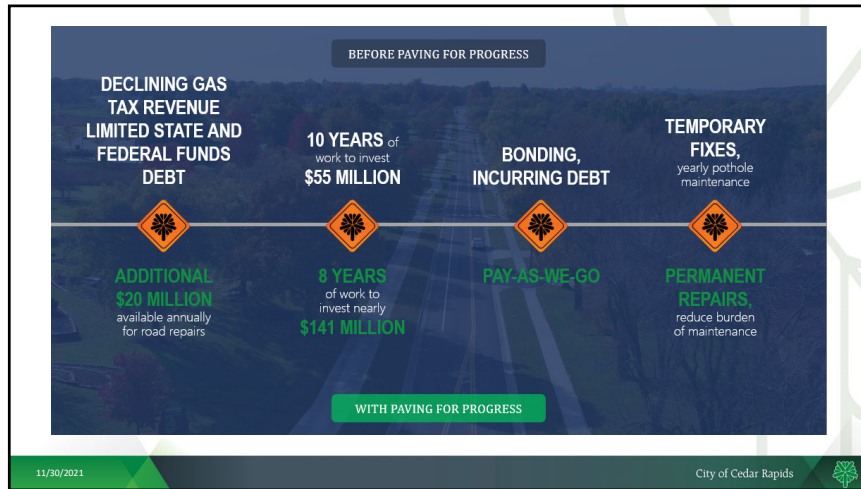 BEFORE PAVING FOR PROGRESS
DECLINING GAS
TAX REVENUE
LIMITED STATE AND
FEDERAL FUNDS
DEBT
10 YEARS of
work to invest
$55 MILLION
BONDING,
INCURRING DEBT
TEMPORARY
FIXES,
yearly pothole
maintenance
ADDITIONAL
$20 MILLION
available annually
for road repairs
8 YEARS
of work to
invest nearly
$141 MILLION
PAY-AS-WE-GO
PERMANENT
REPAIRS,
reduce burden
of maintenance
WITH PAVING FOR PROGRESS
11/30/2021
City of Cedar Rapids